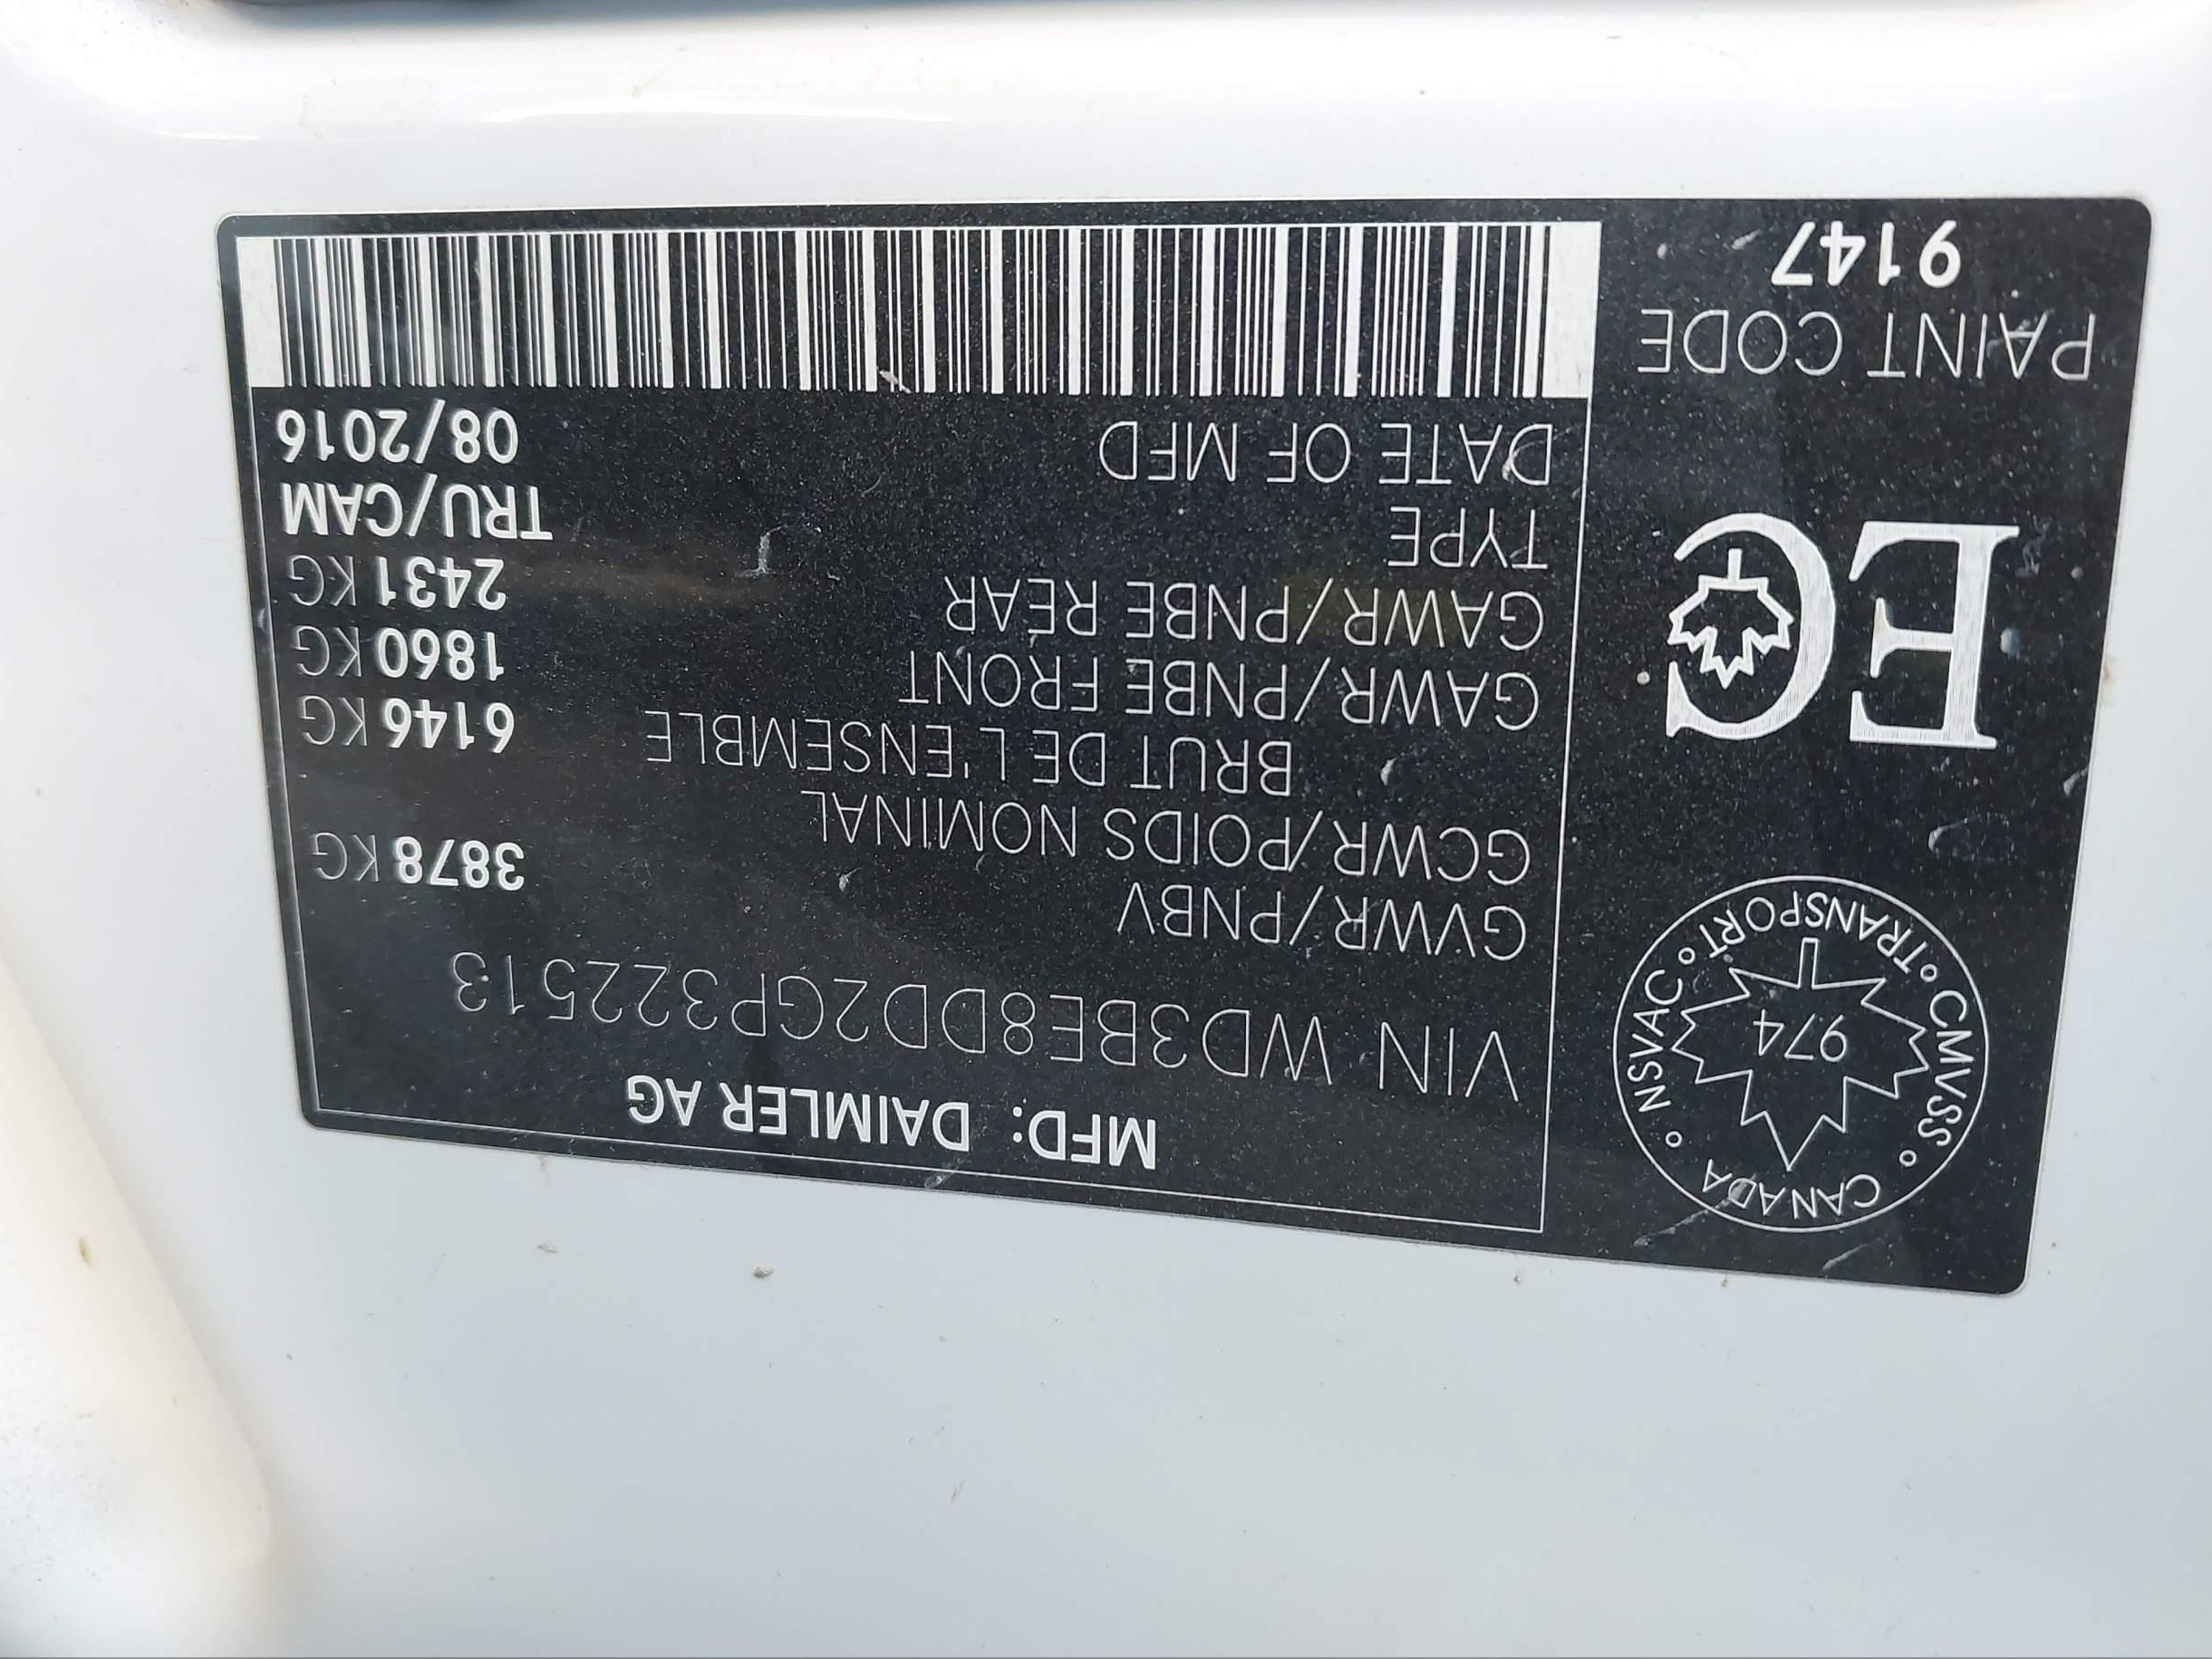 MFD: DAIMLER AG
VIN WD3BE8DD2GP322513
GVWR/PNBV 3878 KG
GCWR/POIDS NOMINAL
BRUT DE L'ENSEMBLE 6146 KG
GAWR/PNBE FRONT 1860 KG
GAWR/PNBE REAR 2431 KG
TYPE TRU/CAM
DATE OF MFD 08/2016
CANADA ° NSVAC ° TRANSPORT ° CMVSS °
974
EC
PAINT CODE
9147